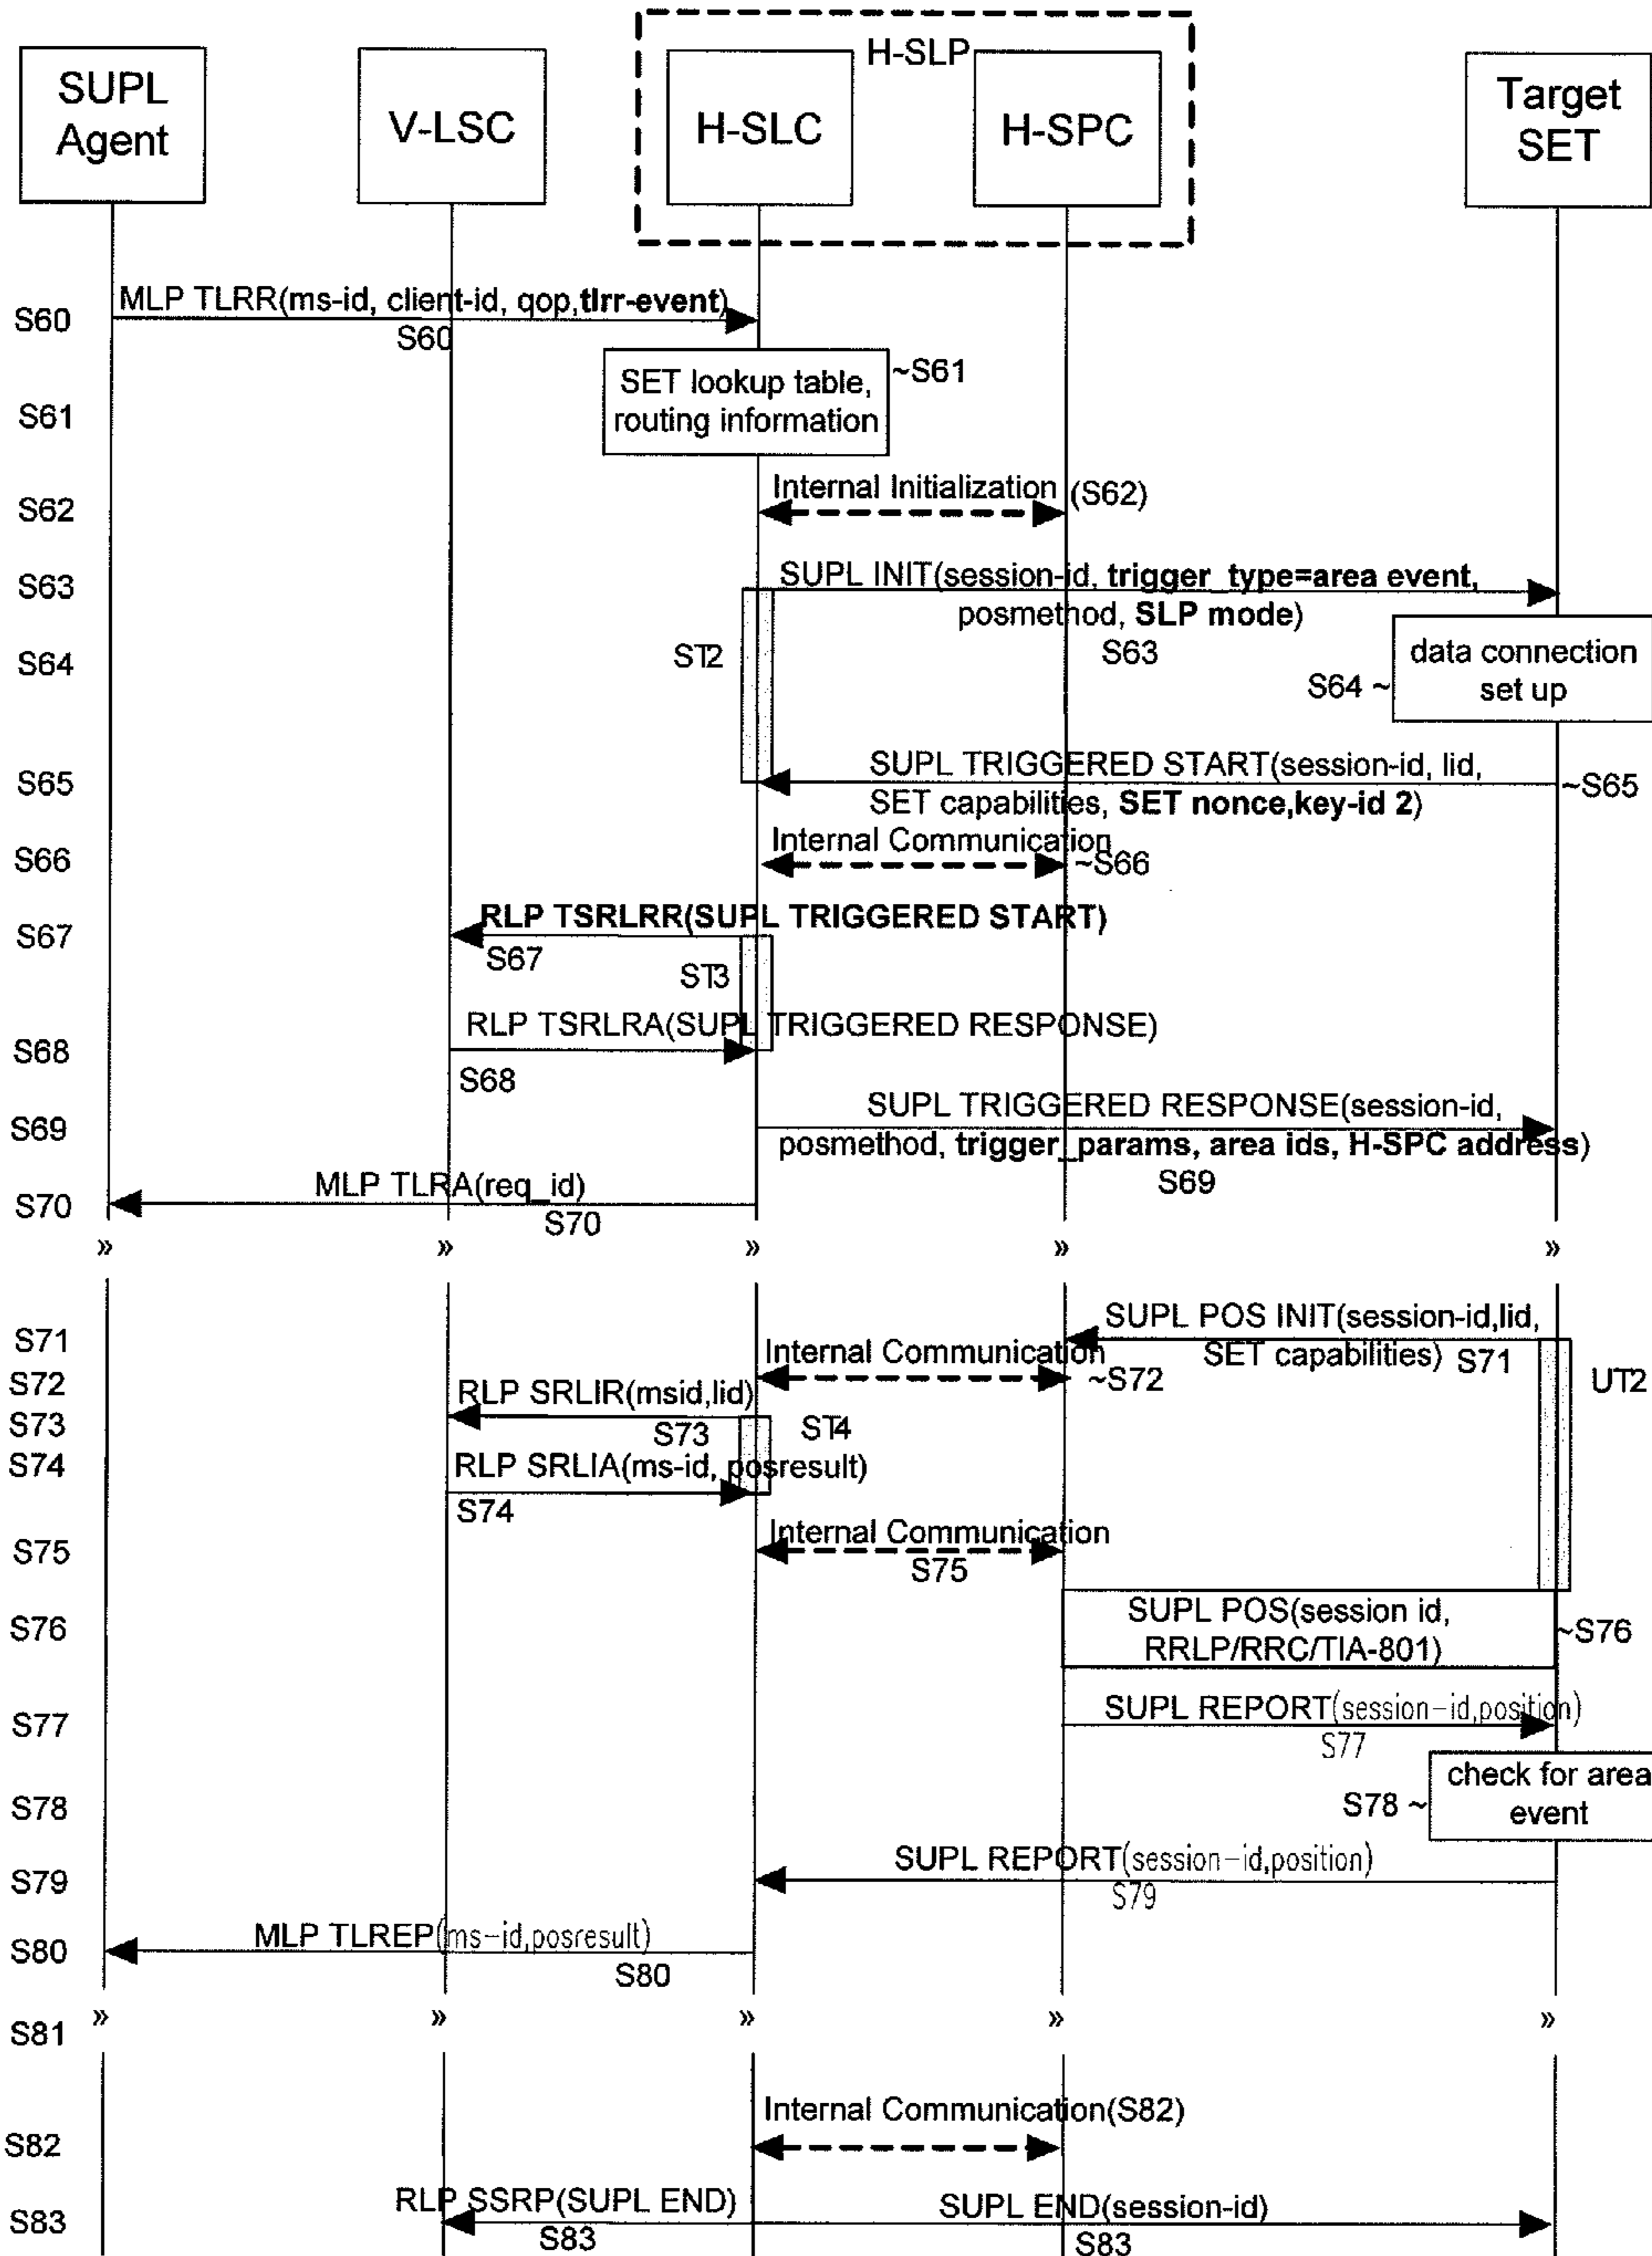 H-SLP
SUPL
Agent
V-LSC
H-SLC
H-SPC
Target
SET
S60
MLP TLRR(ms-id, client-id, qop,tlrr-event)
S60
S61
SET lookup table,
routing information
~S61
S62
Internal Initialization (S62)
S63
SUPL INIT(session-id, trigger_type=area event,
posmethod, SLP mode)
S63
S64
ST2
S64 ~
data connection
set up
S65
SUPL TRIGGERED START(session-id, lid,
SET capabilities, SET nonce,key-id 2)
~S65
S66
Internal Communication
~S66
S67
RLP TSRLRR(SUPL TRIGGERED START)
S67
ST3
S68
RLP TSRLRA(SUPL TRIGGERED RESPONSE)
S68
S69
SUPL TRIGGERED RESPONSE(session-id,
posmethod, trigger_params, area ids, H-SPC address)
S69
S70
MLP TLRA(req_id)
S70
» » » » »
S71
SUPL POS INIT(session-id,lid,
SET capabilities) S71
UT2
S72
Internal Communication
~S72
S73
RLP SRLIR(msid,lid)
S73
ST4
S74
RLP SRLIA(ms-id, posresult)
S74
S75
Internal Communication
S75
S76
SUPL POS(session id,
RRLP/RRC/TIA-801)
~S76
S77
SUPL REPORT(session-id,position)
S77
S78
S78 ~
check for area
event
S79
SUPL REPORT(session-id,position)
S79
S80
MLP TLREP(ms-id,posresult)
S80
S81
» » » » »
S82
Internal Communication(S82)
S83
RLP SSRP(SUPL END)
S83
SUPL END(session-id)
S83